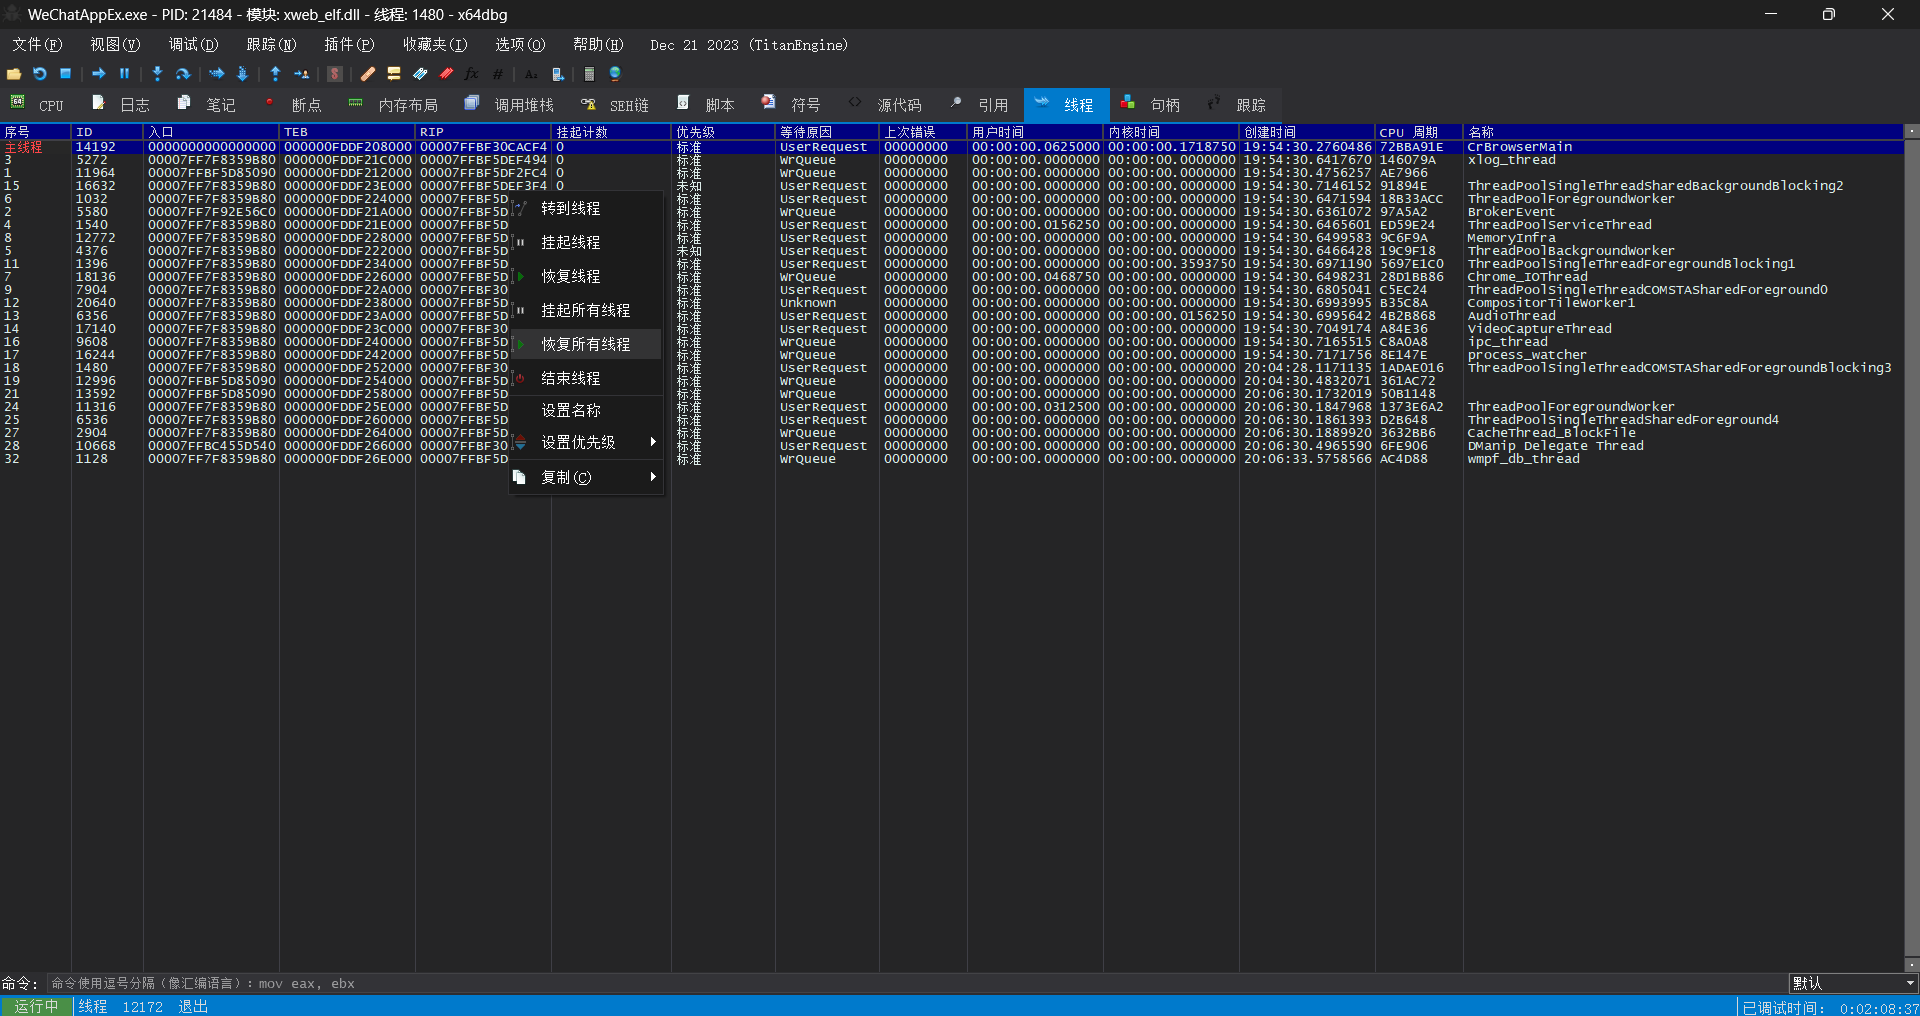 WeChatAppEx.exe - PID: 21484 - 模块: xweb_elf.dll - 线程: 1480 - x64dbg
文件(F) 视图(V) 调试(D) 跟踪(N) 插件(P) 收藏夹(I) 选项(O) 帮助(H) Dec 21 2023 (TitanEngine)
CPU 日志 笔记 断点 内存布局 调用堆栈 SEH链 脚本 符号 源代码 引用 线程 句柄 跟踪
序号 ID 入口 TEB RIP 挂起计数 优先级 等待原因 上次错误 用户时间 内核时间 创建时间 CPU 周期 名称
主线程 14192 0000000000000000 000000FDDF208000 00007FFBF30CACF4 0 标准 UserRequest 00000000 00:00:00.0625000 00:00:00.1718750 19:54:30.2760486 72BBA91E CrBrowserMain
3 5272 00007FF7F8359B80 000000FDDF21C000 00007FFBF5DEF494 0 标准 WrQueue 00000000 00:00:00.0000000 00:00:00.0000000 19:54:30.6417670 146079A xlog_thread
1 11964 00007FFBF5D85090 000000FDDF212000 00007FFBF5DF2FC4 0 标准 WrQueue 00000000 00:00:00.0000000 00:00:00.0000000 19:54:30.4756257 AE7966
15 16632 00007FF7F8359B80 000000FDDF23E000 00007FFBF5DEF3F4 0 未知 UserRequest 00000000 00:00:00.0000000 00:00:00.0000000 19:54:30.7146152 91894E ThreadPoolSingleThreadSharedBackgroundBlocking2
6 1032 00007FF7F8359B80 000000FDDF224000 00007FFBF5D 标准 UserRequest 00000000 00:00:00.0000000 00:00:00.0000000 19:54:30.6471594 18B33ACC ThreadPoolForegroundWorker
2 5580 00007FF7F92E56C0 000000FDDF21A000 00007FFBF5D 标准 WrQueue 00000000 00:00:00.0000000 00:00:00.0000000 19:54:30.6361072 97A5A2 BrokerEvent
4 1540 00007FF7F8359B80 000000FDDF21E000 00007FFBF5D 标准 UserRequest 00000000 00:00:00.0156250 00:00:00.0000000 19:54:30.6465601 ED59E24 ThreadPoolServiceThread
8 12772 00007FF7F8359B80 000000FDDF228000 00007FFBF5D 标准 UserRequest 00000000 00:00:00.0000000 00:00:00.0000000 19:54:30.6499583 9C6F9A MemoryInfra
5 4376 00007FF7F8359B80 000000FDDF222000 00007FFBF5D 未知 UserRequest 00000000 00:00:00.0000000 00:00:00.0000000 19:54:30.6466428 19C9F18 ThreadPoolBackgroundWorker
11 1396 00007FF7F8359B80 000000FDDF234000 00007FFBF5D 标准 UserRequest 00000000 00:00:00.0000000 00:00:00.3593750 19:54:30.6971190 5697E1C0 ThreadPoolSingleThreadForegroundBlocking1
7 18136 00007FF7F8359B80 000000FDDF226000 00007FFBF5D 标准 WrQueue 00000000 00:00:00.0468750 00:00:00.0000000 19:54:30.6498231 28D1BB86 Chrome_IOThread
9 7904 00007FF7F8359B80 000000FDDF22A000 00007FFBF30 标准 UserRequest 00000000 00:00:00.0000000 00:00:00.0000000 19:54:30.6805041 C5EC24 ThreadPoolSingleThreadCOMSTASharedForeground0
12 20640 00007FF7F8359B80 000000FDDF238000 00007FFBF5D 标准 Unknown 00000000 00:00:00.0000000 00:00:00.0000000 19:54:30.6993995 B35C8A CompositorTileWorker1
13 6356 00007FF7F8359B80 000000FDDF23A000 00007FFBF5D 标准 UserRequest 00000000 00:00:00.0000000 00:00:00.0156250 19:54:30.6995642 4B2B868 AudioThread
14 17140 00007FF7F8359B80 000000FDDF23C000 00007FFBF30 标准 UserRequest 00000000 00:00:00.0000000 00:00:00.0000000 19:54:30.7049174 A84E36 VideoCaptureThread
16 9608 00007FF7F8359B80 000000FDDF240000 00007FFBF5D 标准 WrQueue 00000000 00:00:00.0000000 00:00:00.0000000 19:54:30.7165515 C8A0A8 ipc_thread
17 16244 00007FF7F8359B80 000000FDDF242000 00007FFBF5D 标准 WrQueue 00000000 00:00:00.0000000 00:00:00.0000000 19:54:30.7171756 8E147E process_watcher
18 1480 00007FF7F8359B80 000000FDDF252000 00007FFBF30 标准 UserRequest 00000000 00:00:00.0000000 00:00:00.0000000 20:04:28.1171135 1ADAE016 ThreadPoolSingleThreadCOMSTASharedForegroundBlocking3
19 12996 00007FFBF5D85090 000000FDDF254000 00007FFBF5D 标准 WrQueue 00000000 00:00:00.0000000 00:00:00.0000000 20:04:30.4832071 361AC72
21 13592 00007FFBF5D85090 000000FDDF258000 00007FFBF5D 标准 WrQueue 00000000 00:00:00.0000000 00:00:00.0000000 20:06:30.1732019 50B1148
24 11316 00007FF7F8359B80 000000FDDF25E000 00007FFBF5D 标准 UserRequest 00000000 00:00:00.0312500 00:00:00.0000000 20:06:30.1847968 1373E6A2 ThreadPoolForegroundWorker
25 6536 00007FF7F8359B80 000000FDDF260000 00007FFBF5D 标准 UserRequest 00000000 00:00:00.0000000 00:00:00.0000000 20:06:30.1861393 D2B648 ThreadPoolSingleThreadSharedForeground4
27 2904 00007FF7F8359B80 000000FDDF264000 00007FFBF5D 标准 WrQueue 00000000 00:00:00.0000000 00:00:00.0000000 20:06:30.1889920 3632BB6 CacheThread_BlockFile
28 10668 00007FFBC455D540 000000FDDF266000 00007FFBF30 标准 UserRequest 00000000 00:00:00.0000000 00:00:00.0000000 20:06:30.4965590 6FE906 DManip Delegate Thread
32 1128 00007FF7F8359B80 000000FDDF26E000 00007FFBF5D 标准 WrQueue 00000000 00:00:00.0000000 00:00:00.0000000 20:06:33.5758566 AC4D88 wmpf_db_thread
转到线程
挂起线程
恢复线程
挂起所有线程
恢复所有线程
结束线程
设置名称
设置优先级
复制(C)
命令: 命令使用逗号分隔（像汇编语言）: mov eax, ebx 默认
运行中 线程 12172 退出 已调试时间: 0:02:08:37